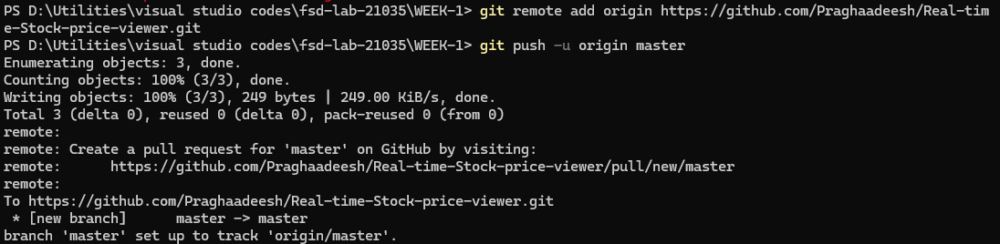 PS D:\Utilities\visual studio codes\fsd-lab-21035\WEEK-1> git remote add origin https://github.com/Praghaadeesh/Real-tim
e-Stock-price-viewer.git
PS D:\Utilities\visual studio codes\fsd-lab-21035\WEEK-1> git push -u origin master
Enumerating objects: 3, done.
Counting objects: 100% (3/3), done.
Writing objects: 100% (3/3), 249 bytes | 249.00 KiB/s, done.
Total 3 (delta 0), reused 0 (delta 0), pack-reused 0 (from 0)
remote:
remote: Create a pull request for 'master' on GitHub by visiting:
remote:      https://github.com/Praghaadeesh/Real-time-Stock-price-viewer/pull/new/master
remote:
To https://github.com/Praghaadeesh/Real-time-Stock-price-viewer.git
 * [new branch]      master -> master
branch 'master' set up to track 'origin/master'.